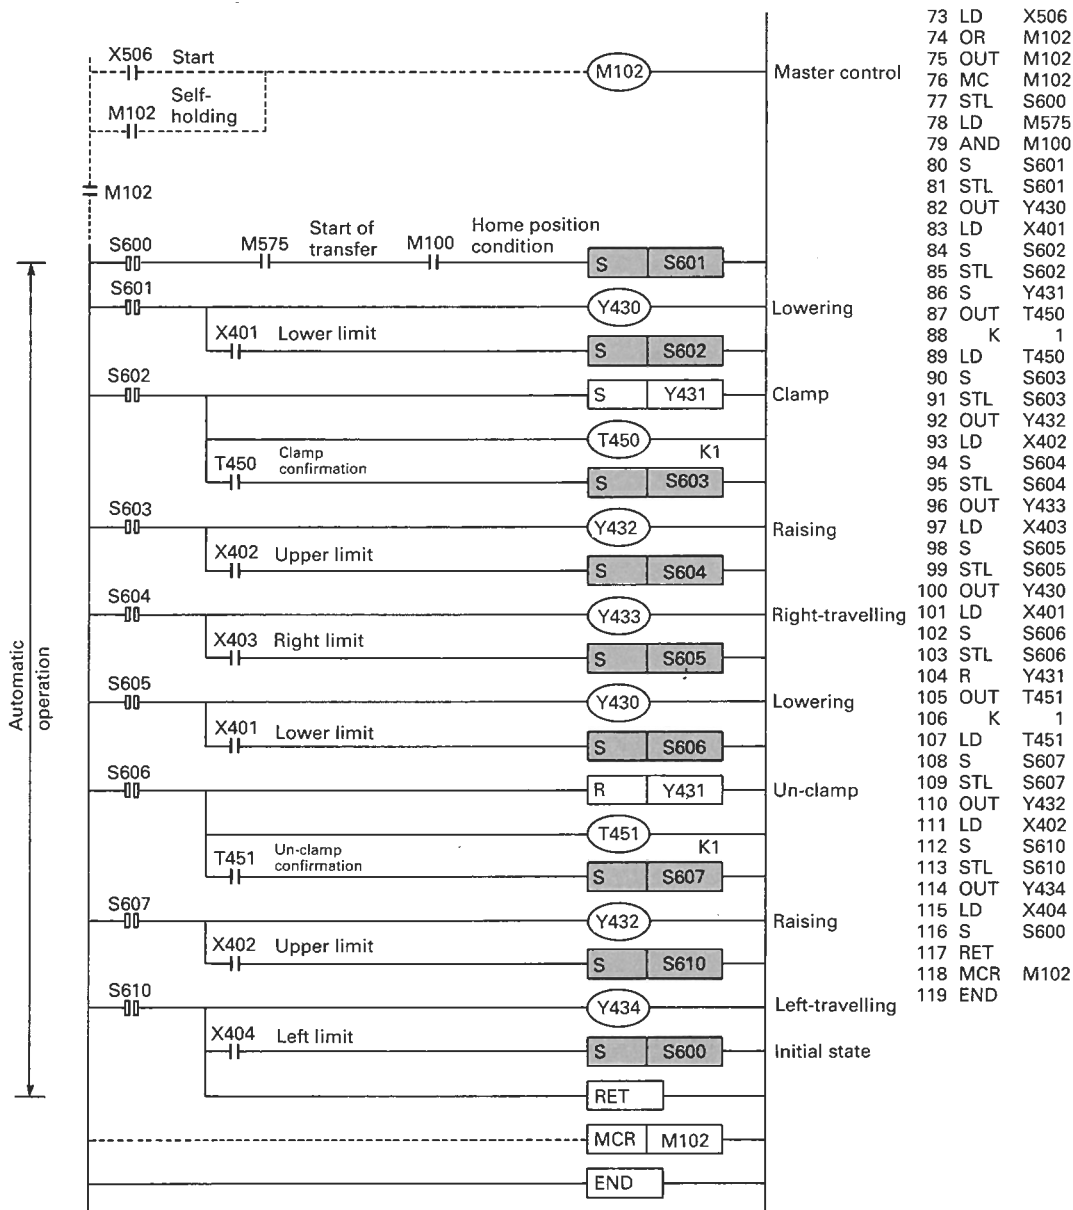 X506 Start
M102
Master control
Self-
holding
M102
M102
S600
M575
Start of
transfer
M100
Home position
condition
S S601
S601
Y430
Lowering
X401 Lower limit
S S602
S602
S Y431
Clamp
T450
K1
T450
Clamp
confirmation
S S603
S603
Y432
Raising
X402 Upper limit
S S604
S604
Y433
Right-travelling
X403 Right limit
S S605
S605
Y430
Lowering
X401 Lower limit
S S606
S606
R Y431
Un-clamp
T451
K1
T451
Un-clamp
confirmation
S S607
S607
Y432
Raising
X402 Upper limit
S S610
S610
Y434
Left-travelling
X404 Left limit
S S600
Initial state
RET
MCR M102
END
Automatic
operation
73 LD X506
74 OR M102
75 OUT M102
76 MC M102
77 STL S600
78 LD M575
79 AND M100
80 S S601
81 STL S601
82 OUT Y430
83 LD X401
84 S S602
85 STL S602
86 S Y431
87 OUT T450
88 K 1
89 LD T450
90 S S603
91 STL S603
92 OUT Y432
93 LD X402
94 S S604
95 STL S604
96 OUT Y433
97 LD X403
98 S S605
99 STL S605
100 OUT Y430
101 LD X401
102 S S606
103 STL S606
104 R Y431
105 OUT T451
106 K 1
107 LD T451
108 S S607
109 STL S607
110 OUT Y432
111 LD X402
112 S S610
113 STL S610
114 OUT Y434
115 LD X404
116 S S600
117 RET
118 MCR M102
119 END